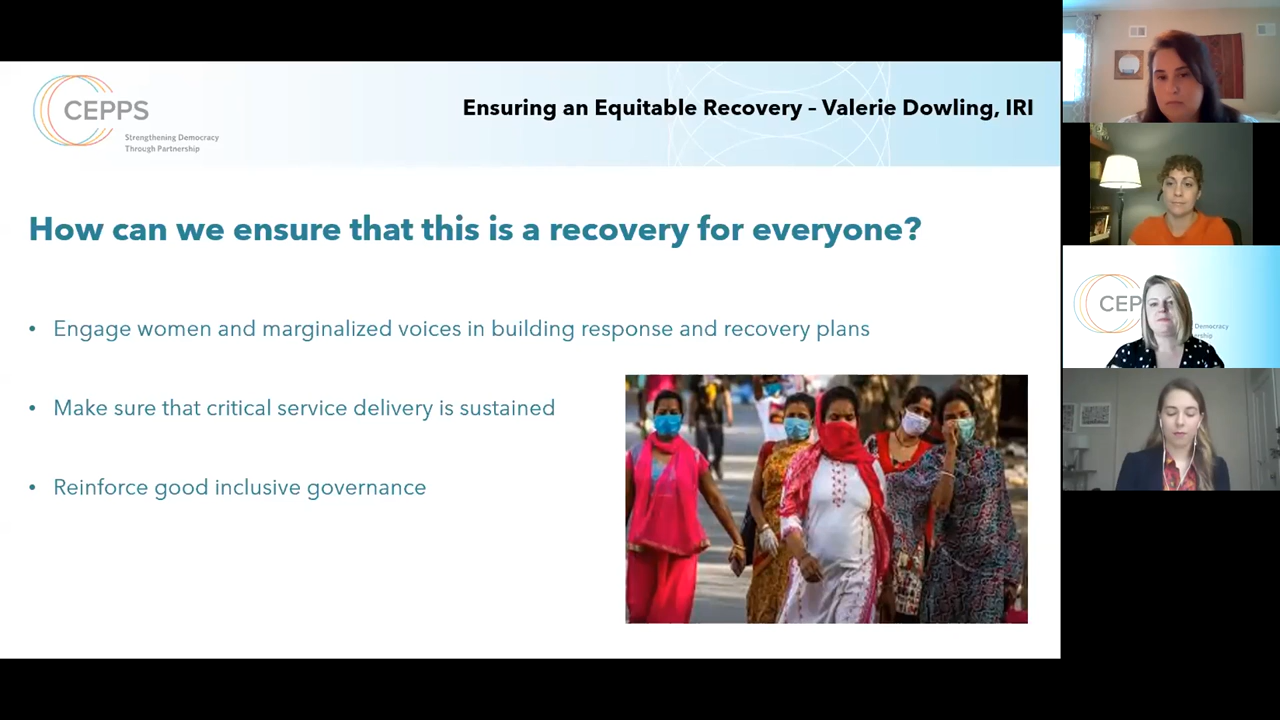 CEPPS
Strengthening Democracy
Through Partnership
Ensuring an Equitable Recovery – Valerie Dowling, IRI
How can we ensure that this is a recovery for everyone?
• Engage women and marginalized voices in building response and recovery plans
• Make sure that critical service delivery is sustained
• Reinforce good inclusive governance
CEP
Democracy